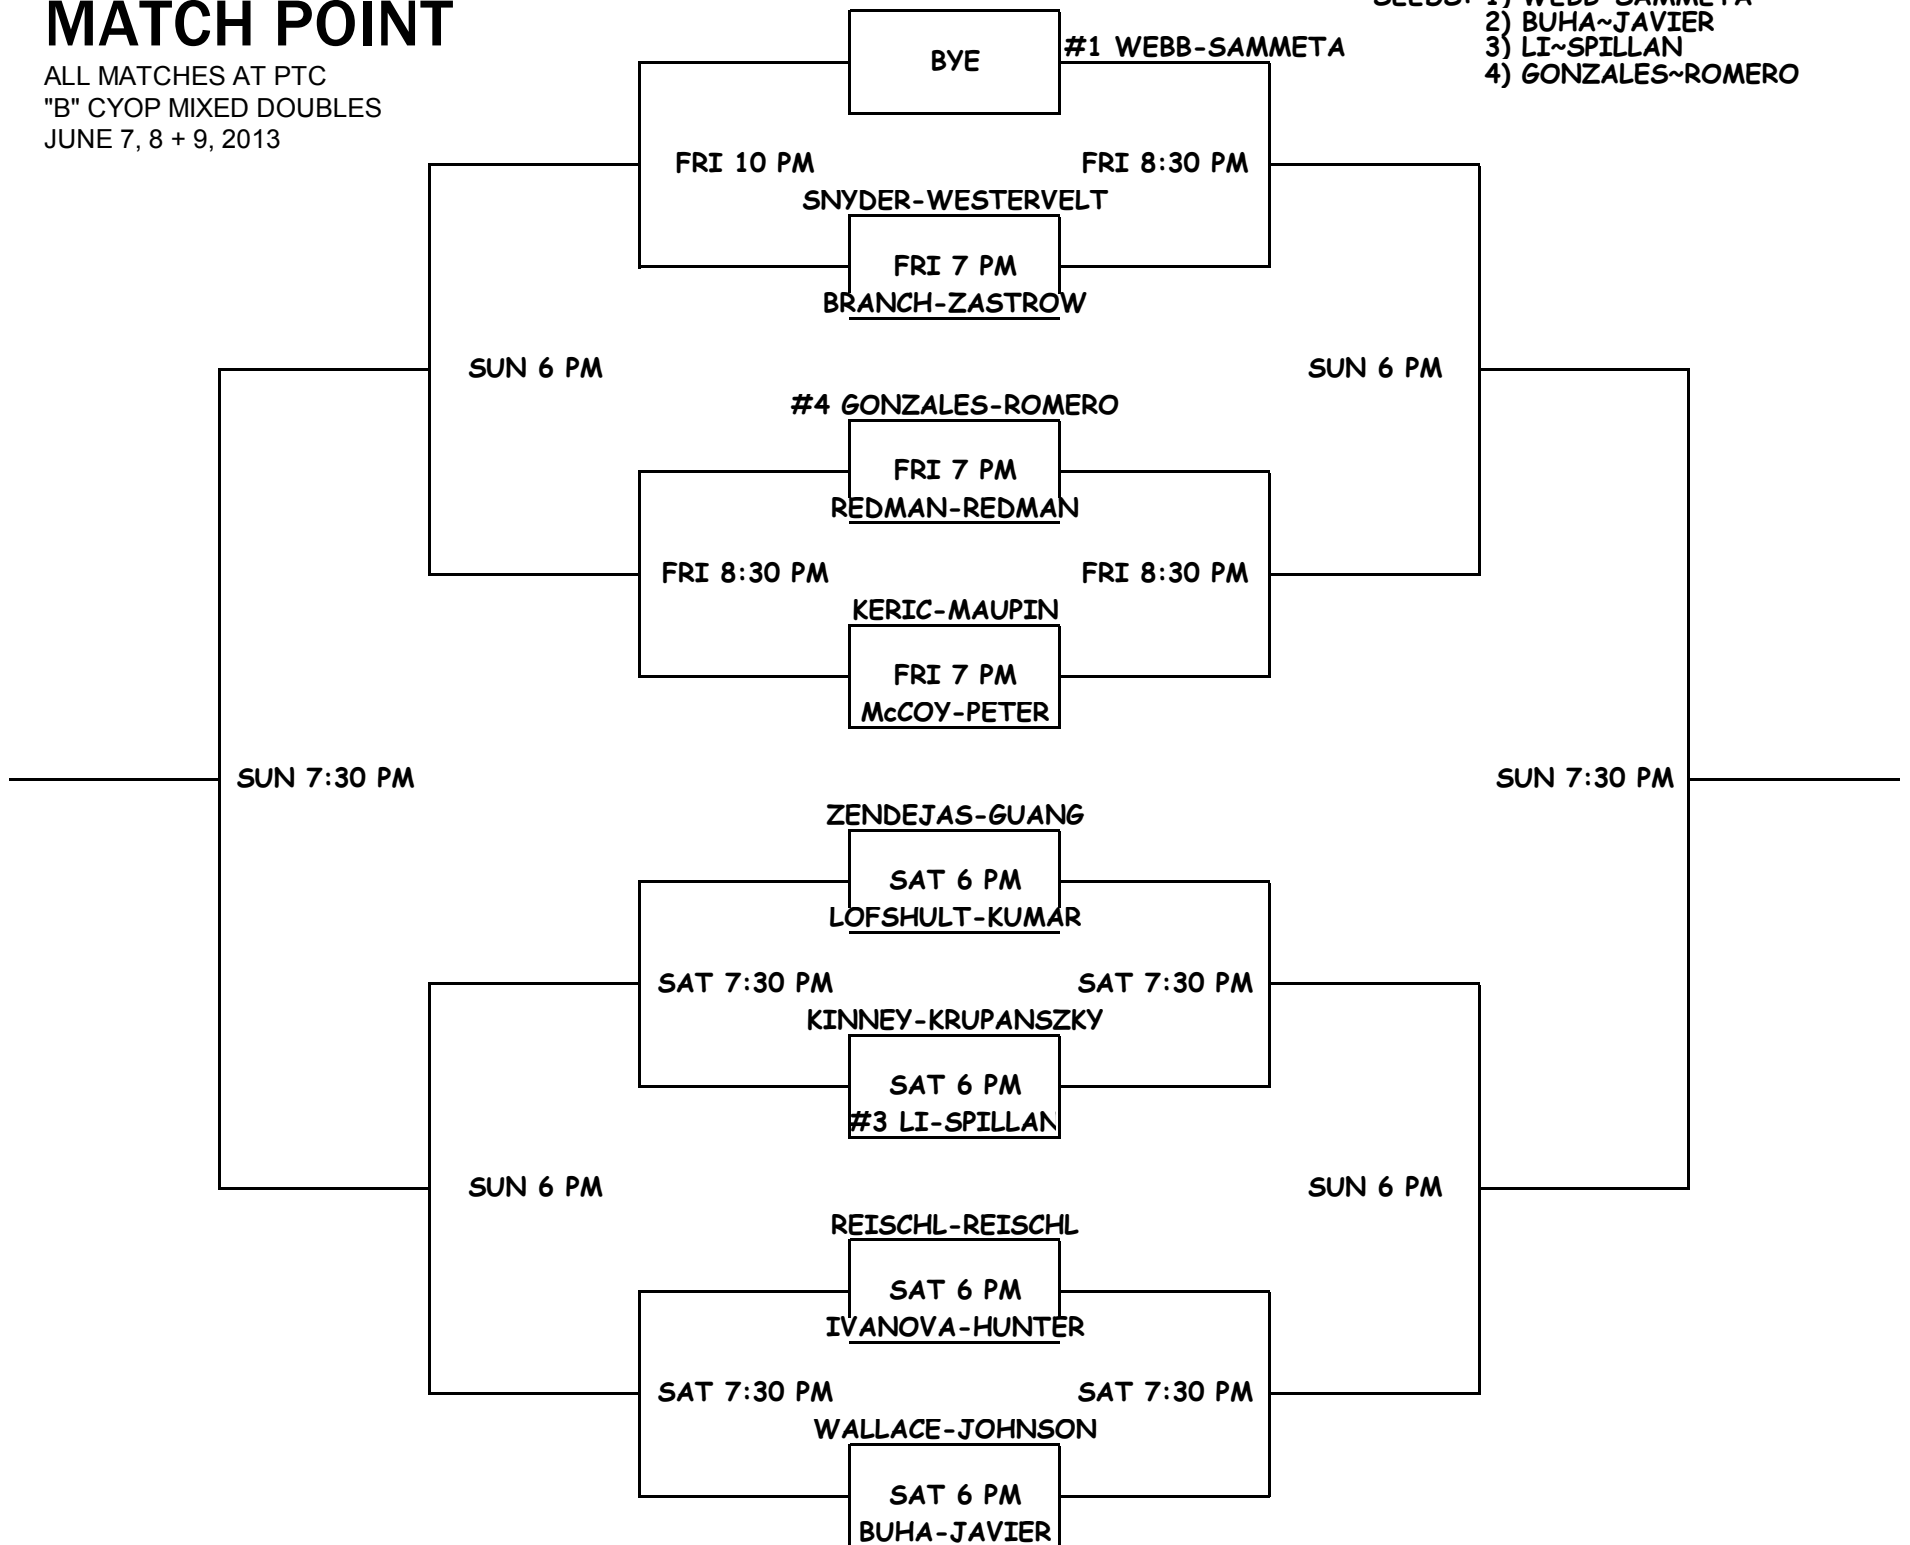 MATCH POINT
ALL MATCHES AT PTC
"B" CYOP MIXED DOUBLES
JUNE 7, 8 + 9, 2013
SEEDS: 1) WEBB-SAMMETA
2) BUHA~JAVIER
3) LI~SPILLAN
4) GONZALES~ROMERO
BYE
#1 WEBB-SAMMETA
FRI 10 PM
FRI 8:30 PM
SNYDER-WESTERVELT
FRI 7 PM
BRANCH-ZASTROW
SUN 6 PM
SUN 6 PM
#4 GONZALES-ROMERO
FRI 7 PM
REDMAN-REDMAN
FRI 8:30 PM
FRI 8:30 PM
KERIC-MAUPIN
FRI 7 PM
McCOY-PETER
SUN 7:30 PM
SUN 7:30 PM
ZENDEJAS-GUANG
SAT 6 PM
LOFSHULT-KUMAR
SAT 7:30 PM
SAT 7:30 PM
KINNEY-KRUPANSZKY
SAT 6 PM
#3 LI-SPILLAN
SUN 6 PM
SUN 6 PM
REISCHL-REISCHL
SAT 6 PM
IVANOVA-HUNTER
SAT 7:30 PM
SAT 7:30 PM
WALLACE-JOHNSON
SAT 6 PM
BUHA-JAVIER